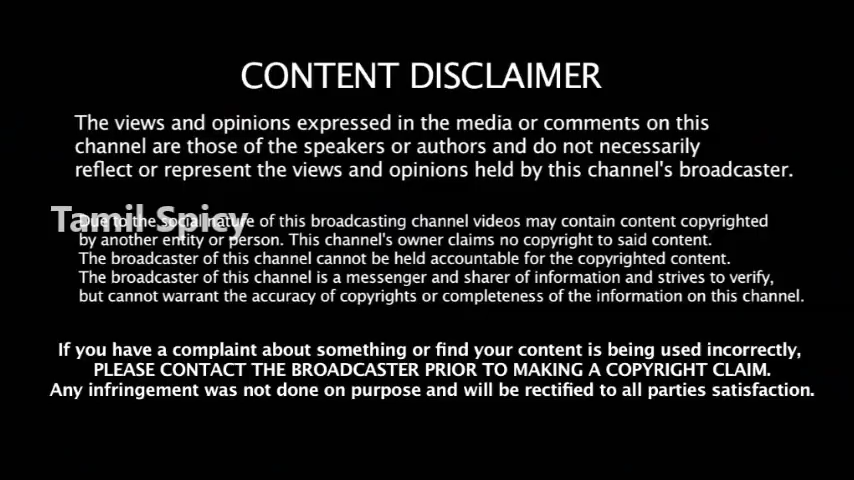 CONTENT DISCLAIMER
The views and opinions expressed in the media or comments on this
channel are those of the speakers or authors and do not necessarily
reflect or represent the views and opinions held by this channel's broadcaster.
Tamil Spicy
Due to the social nature of this broadcasting channel videos may contain content copyrighted
by another entity or person. This channel's owner claims no copyright to said content.
The broadcaster of this channel cannot be held accountable for the copyrighted content.
The broadcaster of this channel is a messenger and sharer of information and strives to verify,
but cannot warrant the accuracy of copyrights or completeness of the information on this channel.
If you have a complaint about something or find your content is being used incorrectly,
PLEASE CONTACT THE BROADCASTER PRIOR TO MAKING A COPYRIGHT CLAIM.
Any infringement was not done on purpose and will be rectified to all parties satisfaction.